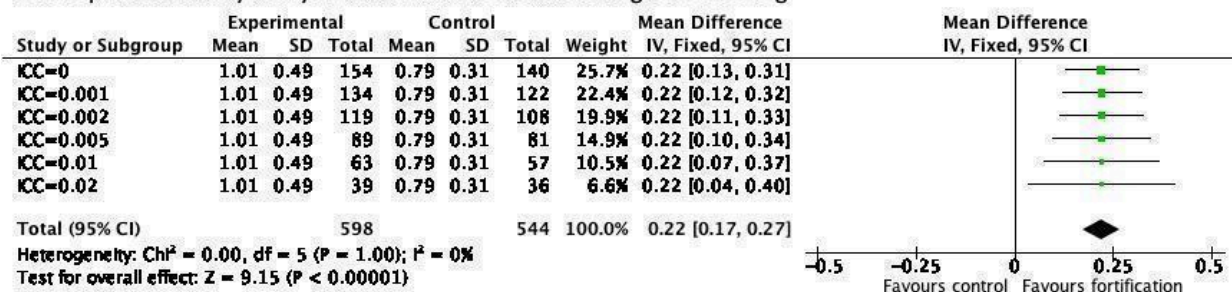 Experimental Control Mean Difference Mean Difference
Study or Subgroup Mean SD Total Mean SD Total Weight IV, Fixed, 95% CI IV, Fixed, 95% CI
ICC=0 1.01 0.49 154 0.79 0.31 140 25.7% 0.22 [0.13, 0.31]
ICC=0.001 1.01 0.49 134 0.79 0.31 122 22.4% 0.22 [0.12, 0.32]
ICC=0.002 1.01 0.49 119 0.79 0.31 108 19.9% 0.22 [0.11, 0.33]
ICC=0.005 1.01 0.49 89 0.79 0.31 81 14.9% 0.22 [0.10, 0.34]
ICC=0.01 1.01 0.49 63 0.79 0.31 57 10.5% 0.22 [0.07, 0.37]
ICC=0.02 1.01 0.49 39 0.79 0.31 36 6.6% 0.22 [0.04, 0.40]
Total (95% CI) 598 544 100.0% 0.22 [0.17, 0.27]
Heterogeneity: Chi² = 0.00, df = 5 (P = 1.00); I² = 0%
Test for overall effect: Z = 9.15 (P < 0.00001)
-0.5 -0.25 0 0.25 0.5
Favours control Favours fortification